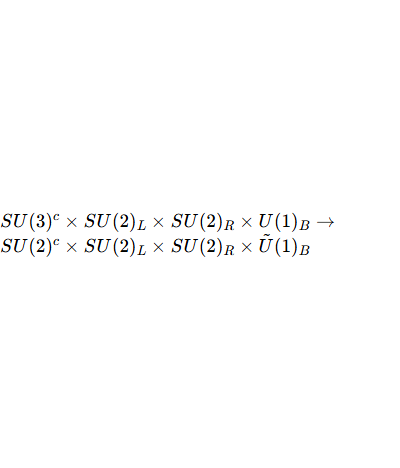 $SU(3)^c \times SU(2)_L \times SU(2)_R \times U(1)_B \rightarrow$
$SU(2)^c \times SU(2)_L \times SU(2)_R \times \tilde{U}(1)_B$